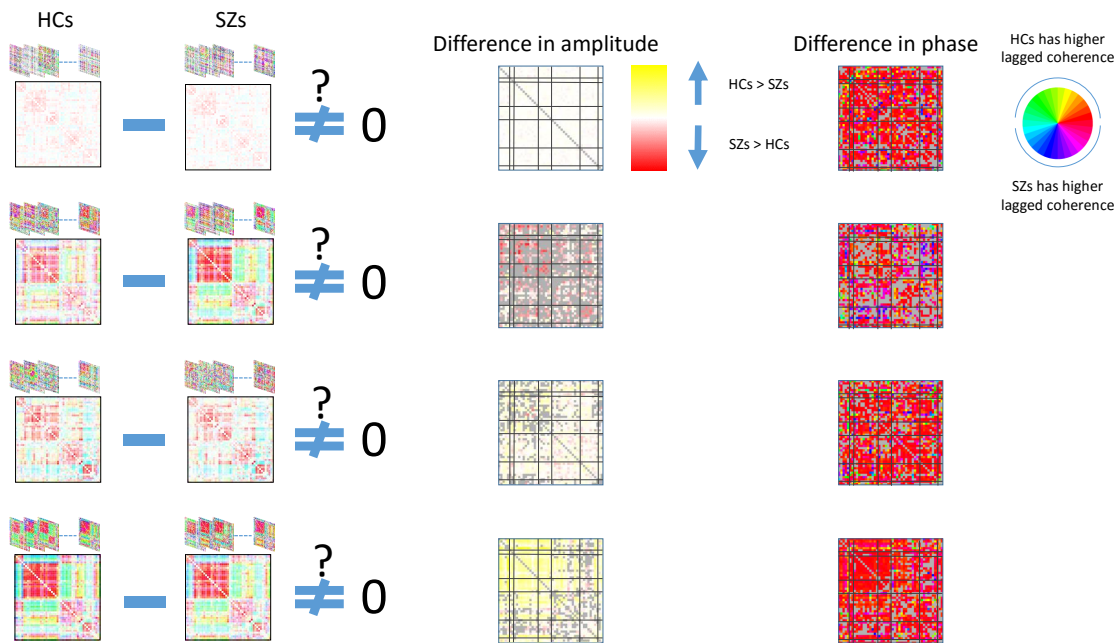 HCs
SZs
Difference in amplitude
Difference in phase
HCs has higher
lagged coherence
HCs > SZs
SZs > HCs
SZs has higher
lagged coherence
? ≠ 0
? ≠ 0
? ≠ 0
? ≠ 0